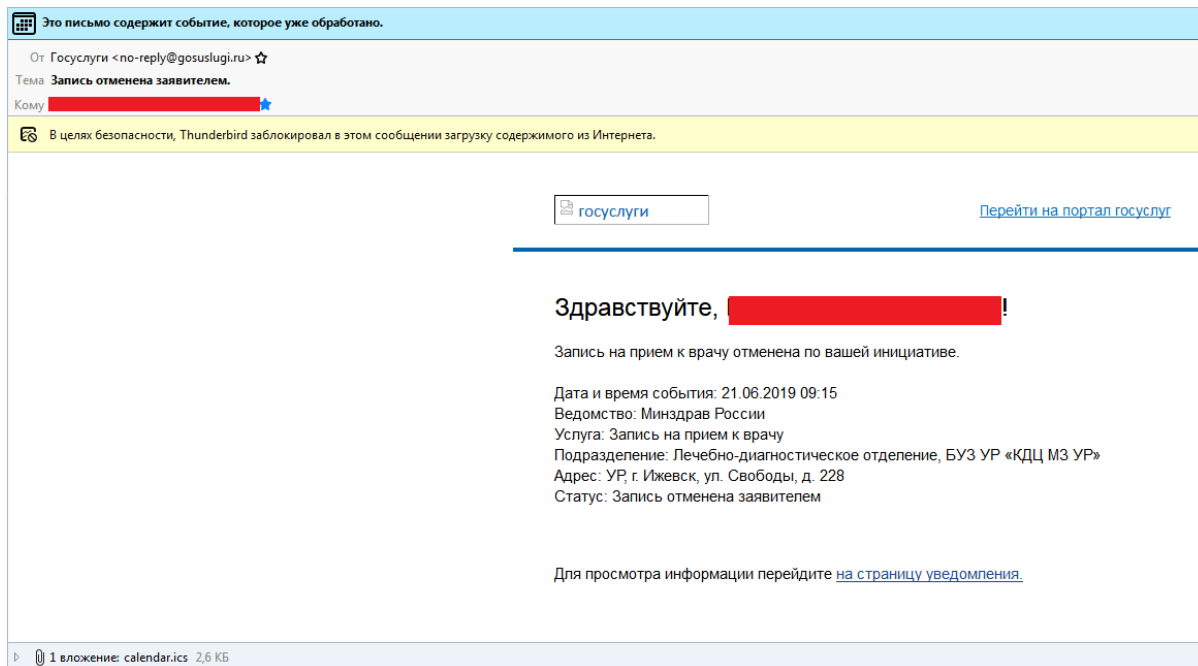 Это письмо содержит событие, которое уже обработано.
От Госуслуги <no-reply@gosuslugi.ru>
Тема Запись отменена заявителем.
Кому
В целях безопасности, Thunderbird заблокировал в этом сообщении загрузку содержимого из Интернета.
госуслуги Перейти на портал госуслуг
Здравствуйте, !
Запись на прием к врачу отменена по вашей инициативе.
Дата и время события: 21.06.2019 09:15
Ведомство: Минздрав России
Услуга: Запись на прием к врачу
Подразделение: Лечебно-диагностическое отделение, БУЗ УР «КДЦ МЗ УР»
Адрес: УР, г. Ижевск, ул. Свободы, д. 228
Статус: Запись отменена заявителем
Для просмотра информации перейдите на страницу уведомления.
1 вложение: calendar.ics 2,6 КБ